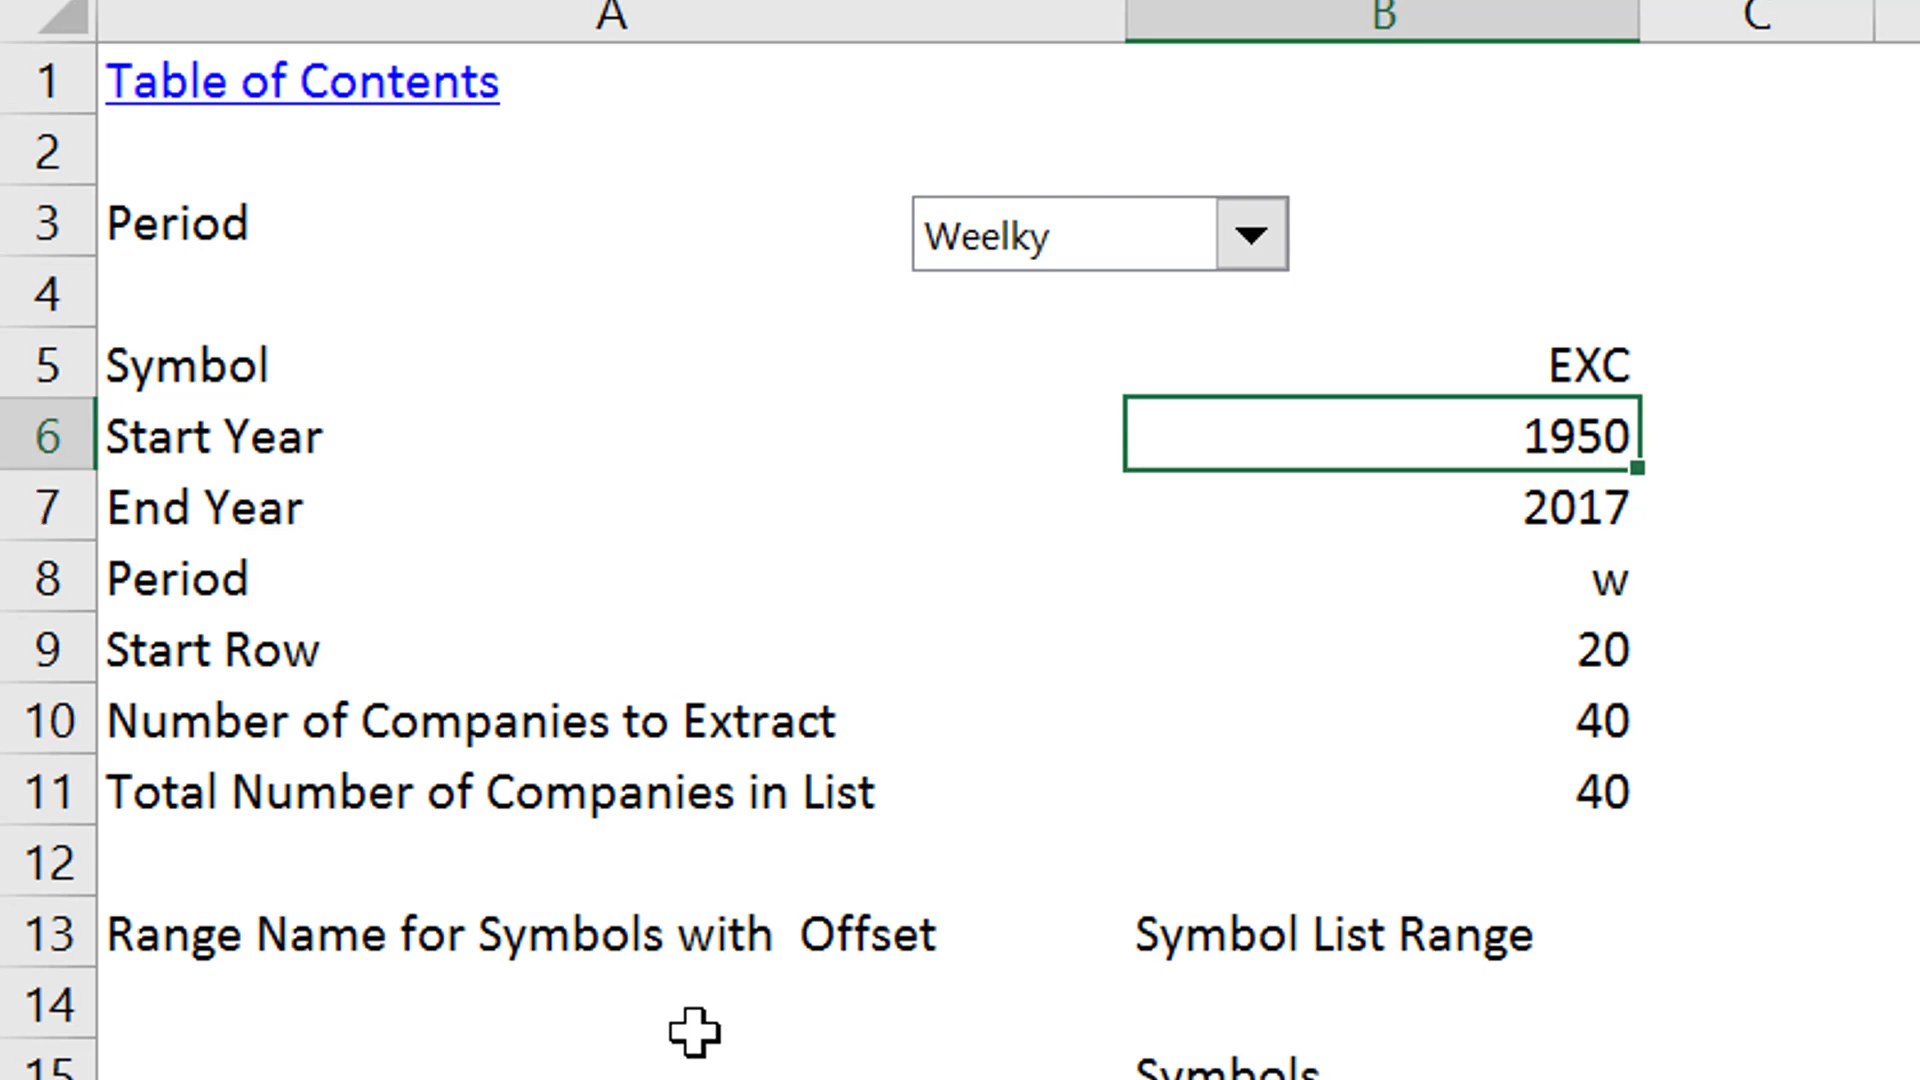 A B C
1 Table of Contents
2
3 Period Weelky
4
5 Symbol EXC
6 Start Year 1950
7 End Year 2017
8 Period w
9 Start Row 20
10 Number of Companies to Extract 40
11 Total Number of Companies in List 40
12
13 Range Name for Symbols with  Offset Symbol List Range
14
15 Symbols